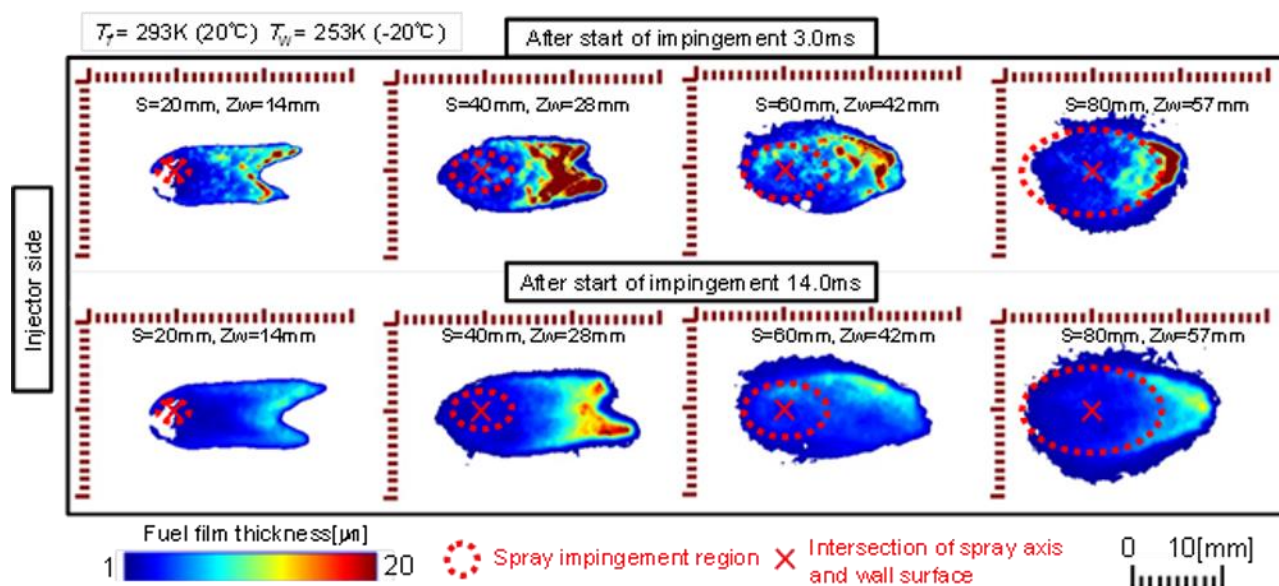 T_f = 293K (20℃) T_W = 253K (-20℃)
After start of impingement 3.0ms
S=20mm, Zw=14mm
S=40mm, Zw=28mm
S=60mm, Zw=42mm
S=80mm, Zw=57mm
Injector side
After start of impingement 14.0ms
S=20mm, Zw=14mm
S=40mm, Zw=28mm
S=60mm, Zw=42mm
S=80mm, Zw=57mm
Fuel film thickness[μm]
1
20
Spray impingement region
Intersection of spray axis
and wall surface
0 10[mm]